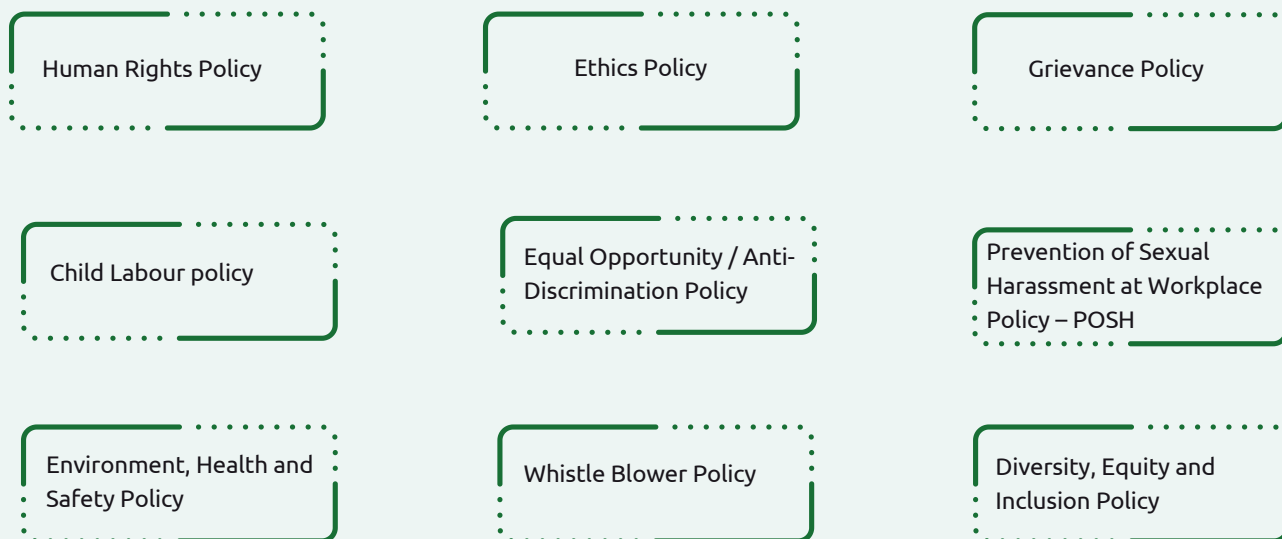 Human Rights Policy
Ethics Policy
Grievance Policy
Child Labour policy
Equal Opportunity / Anti-
Discrimination Policy
Prevention of Sexual
Harassment at Workplace
Policy – POSH
Environment, Health and
Safety Policy
Whistle Blower Policy
Diversity, Equity and
Inclusion Policy